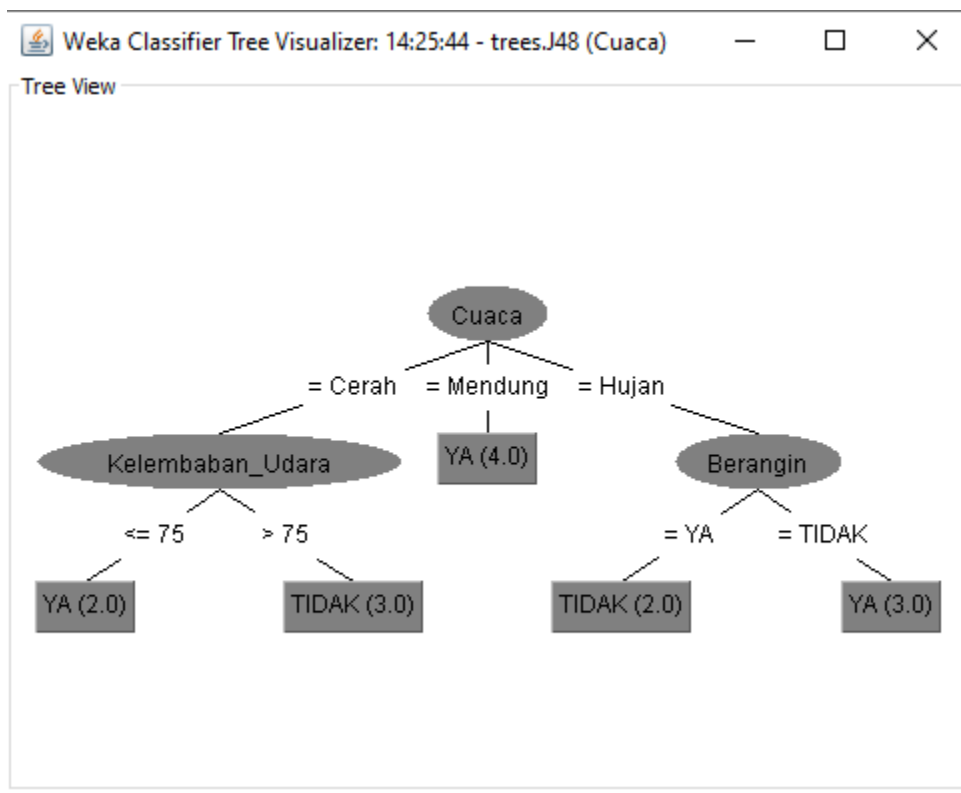 Weka Classifier Tree Visualizer: 14:25:44 - trees.J48 (Cuaca)
Tree View
Cuaca
= Cerah = Mendung = Hujan
Kelembaban_Udara YA (4.0) Berangin
<= 75 > 75 = YA = TIDAK
YA (2.0) TIDAK (3.0) TIDAK (2.0) YA (3.0)